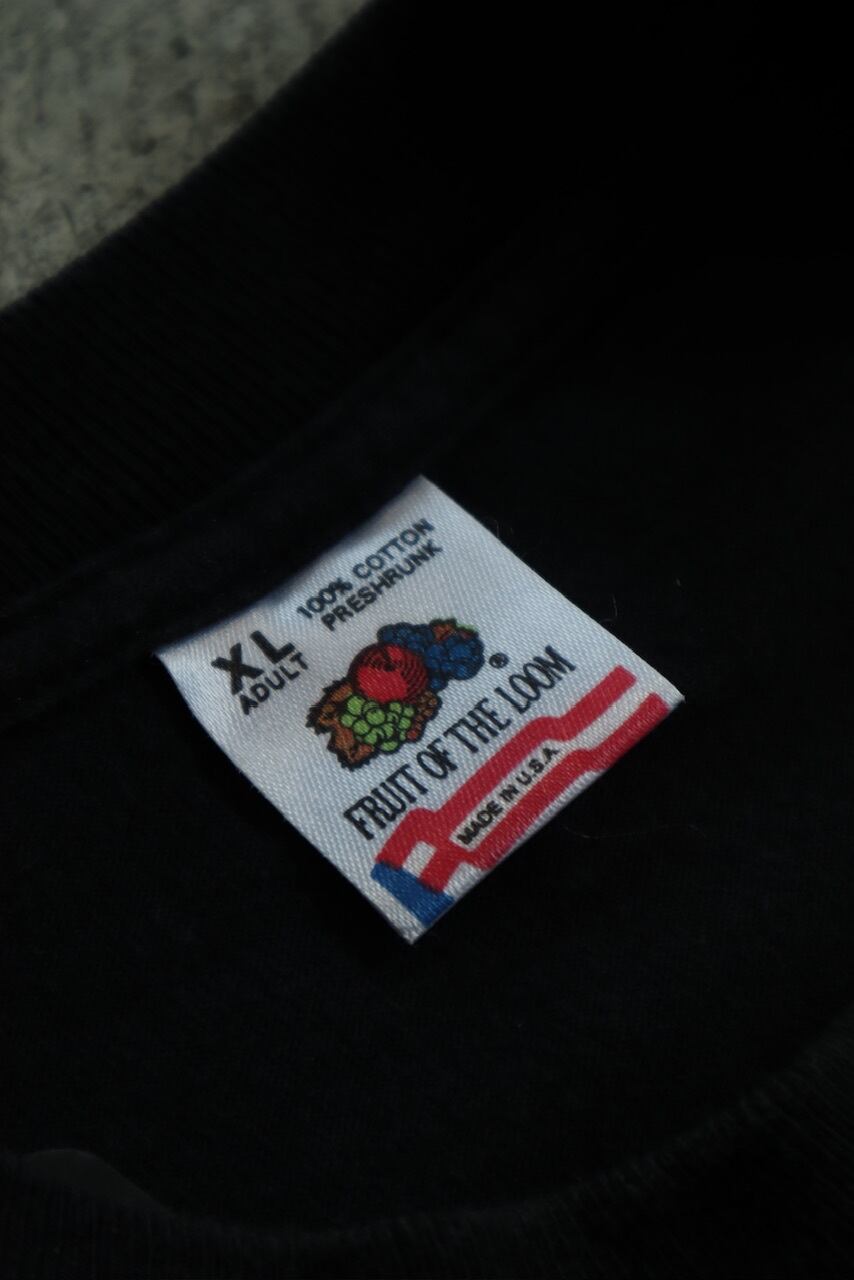 100% COTTON
PRESHRUNK
XL
ADULT
®
FRUIT OF THE LOOM
MADE IN U.S.A.